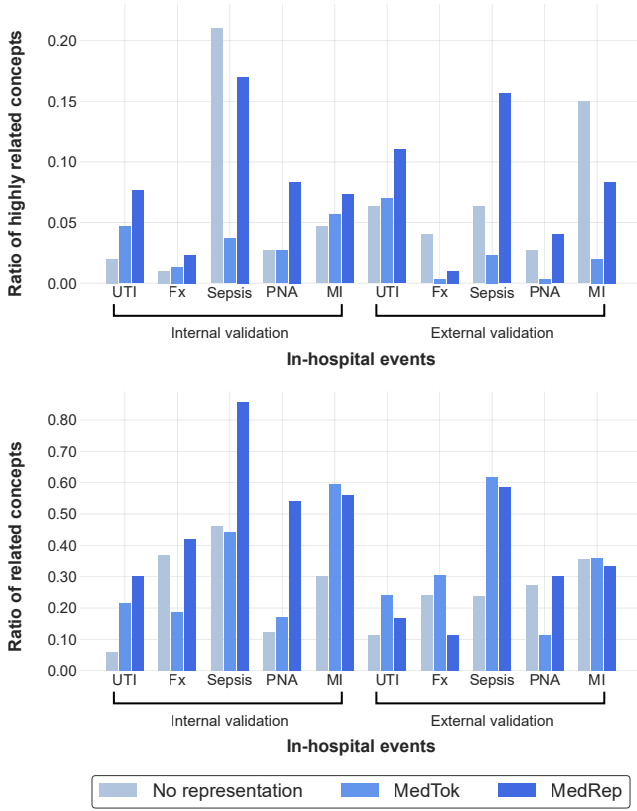 Ratio of highly related concepts
0.20
0.15
0.10
0.05
0.00
UTI Fx Sepsis PNA MI UTI Fx Sepsis PNA MI
Internal validation External validation
In-hospital events
Ratio of related concepts
0.80
0.70
0.60
0.50
0.40
0.30
0.20
0.10
0.00
UTI Fx Sepsis PNA MI UTI Fx Sepsis PNA MI
Internal validation External validation
In-hospital events
No representation MedTok MedRep